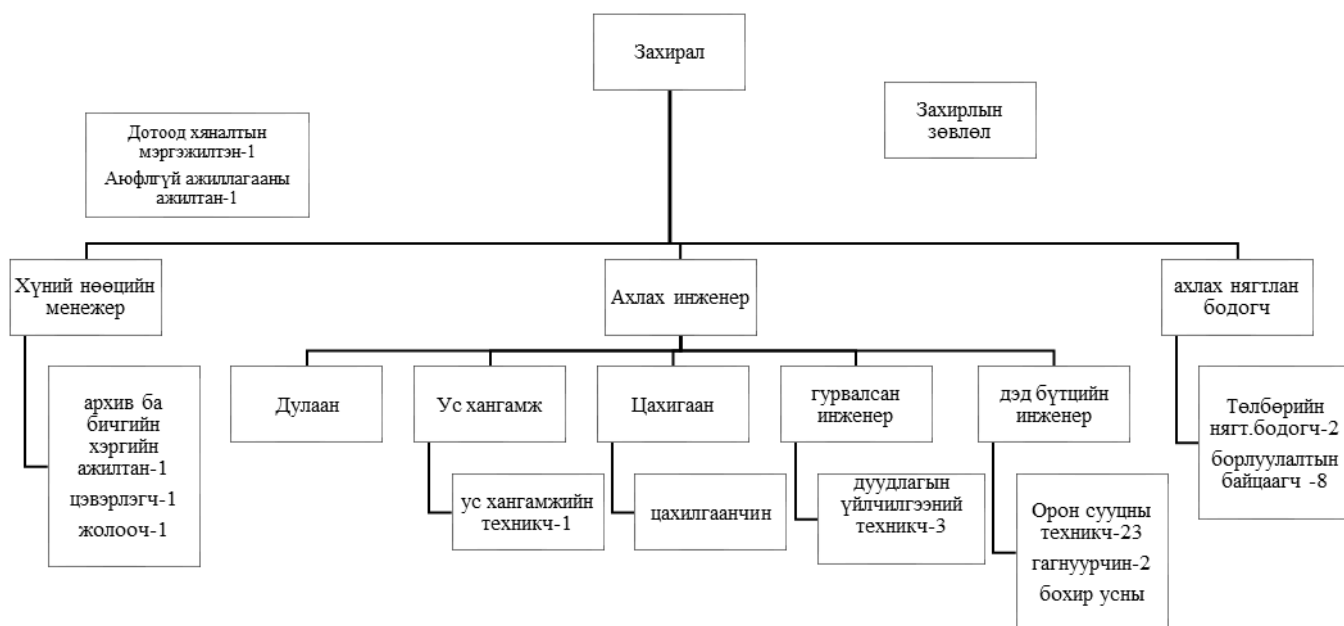 Захирал
Захирлын
зөвлөл
Дотоод хяналтын
мэргэжилтэн-1
Аюфлгүй ажиллагааны
ажилтан-1
Хүний нөөцийн
менежер
Ахлах инженер
ахлах нягтлан
бодогч
архив ба
бичгийн
хэргийн
ажилтан-1
цэвэрлэгч-1
жолооч-1
Дулаан
Ус хангамж
Цахигаан
гурвалсан
инженер
дэд бүтцийн
инженер
Төлбөрийн
нягт.бодогч-2
борлуулалтын
байцаагч -8
ус хангамжийн
техникч-1
цахилгаанчин
дуудлагын
үйлчилгээний
техникч-3
Орон сууцны
техникч-23
гагнуурчин-2
бохир усны